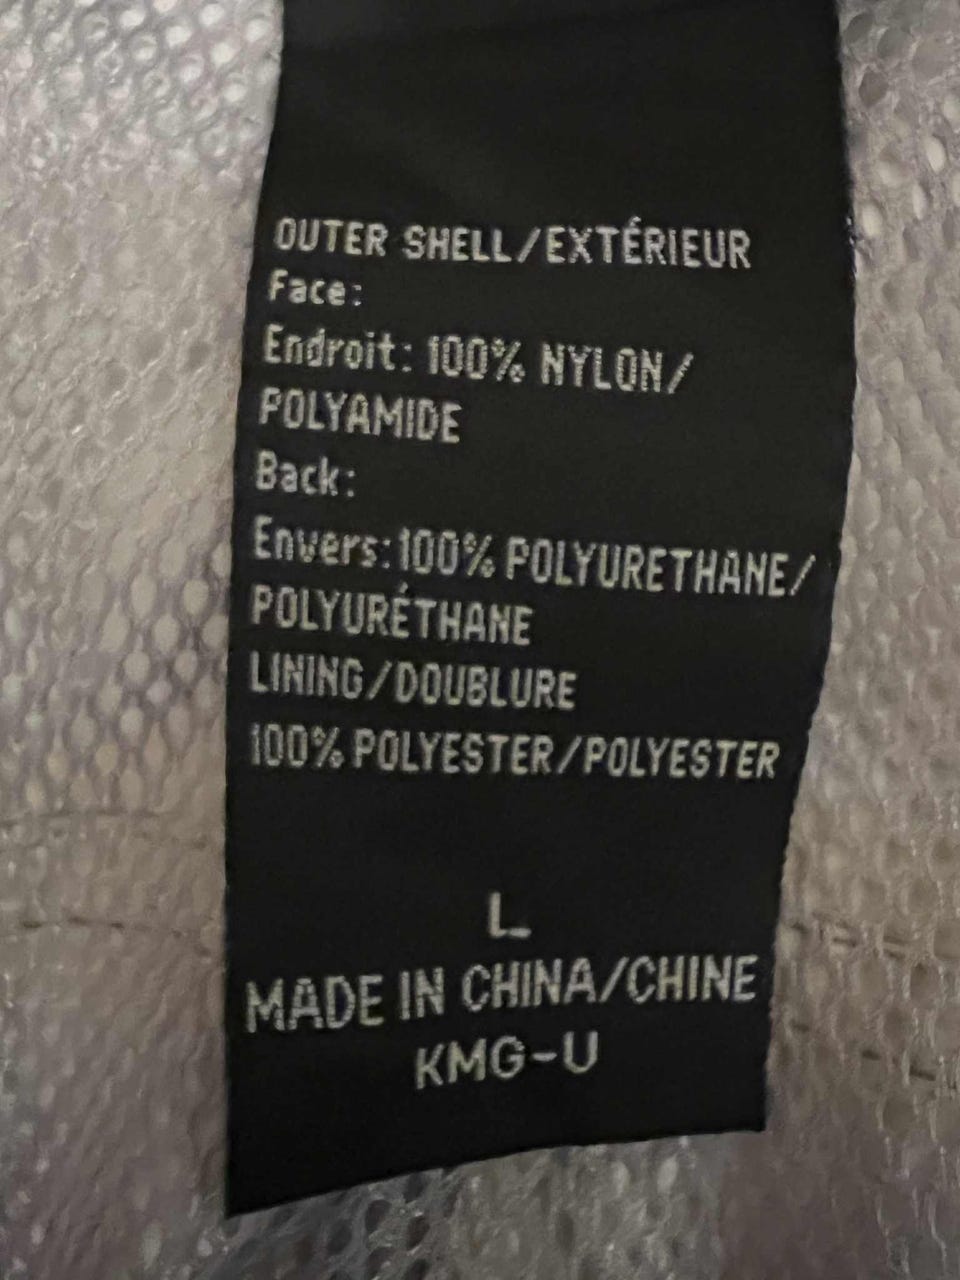 OUTER SHELL/EXTÉRIEUR
Face:
Endroit: 100% NYLON/
POLYAMIDE
Back:
Envers:100% POLYURETHANE/
POLYURÉTHANE
LINING/DOUBLURE
100% POLYESTER/POLYESTER
L
MADE IN CHINA/CHINE
KMG-U